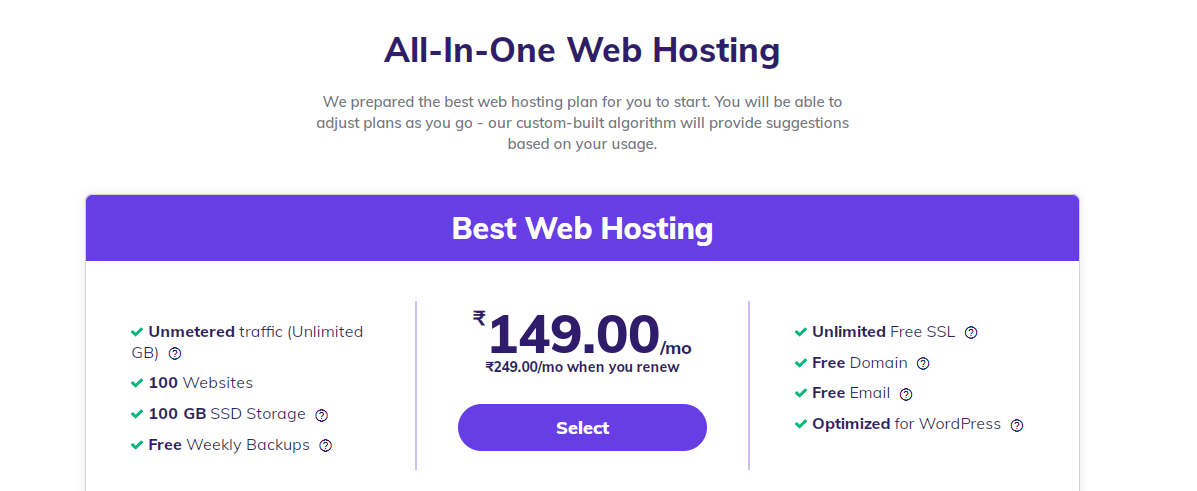 All-In-One Web Hosting
We prepared the best web hosting plan for you to start. You will be able to
adjust plans as you go - our custom-built algorithm will provide suggestions
based on your usage.
Best Web Hosting
Unmetered traffic (Unlimited
GB)
100 Websites
100 GB SSD Storage
Free Weekly Backups
₹149.00/mo
₹249.00/mo when you renew
Select
Unlimited Free SSL
Free Domain
Free Email
Optimized for WordPress